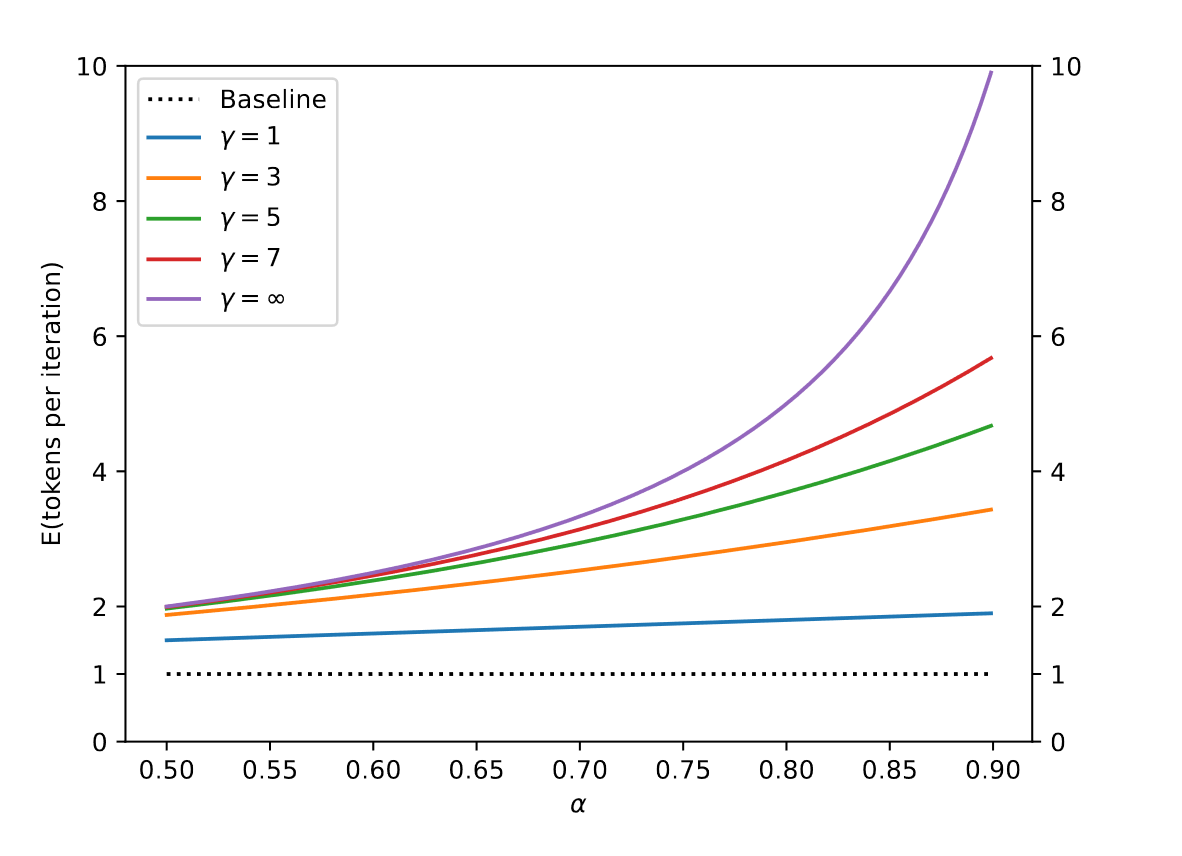 Baseline
γ = 1
γ = 3
γ = 5
γ = 7
γ = ∞
E(tokens per iteration)
10
8
6
4
2
1
0
10
8
6
4
2
1
0
0.50 0.55 0.60 0.65 0.70 0.75 0.80 0.85 0.90
α